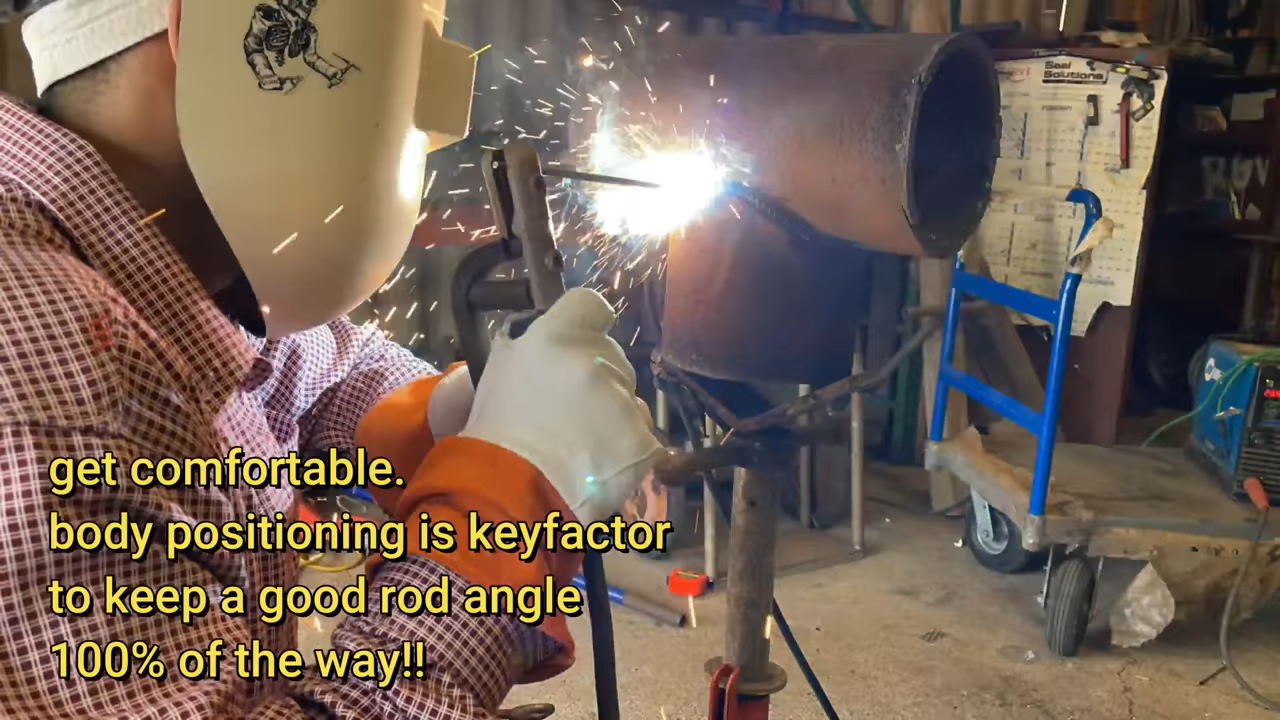 Seal
Solutions
get comfortable.
body positioning is keyfactor
to keep a good rod angle
100% of the way!!